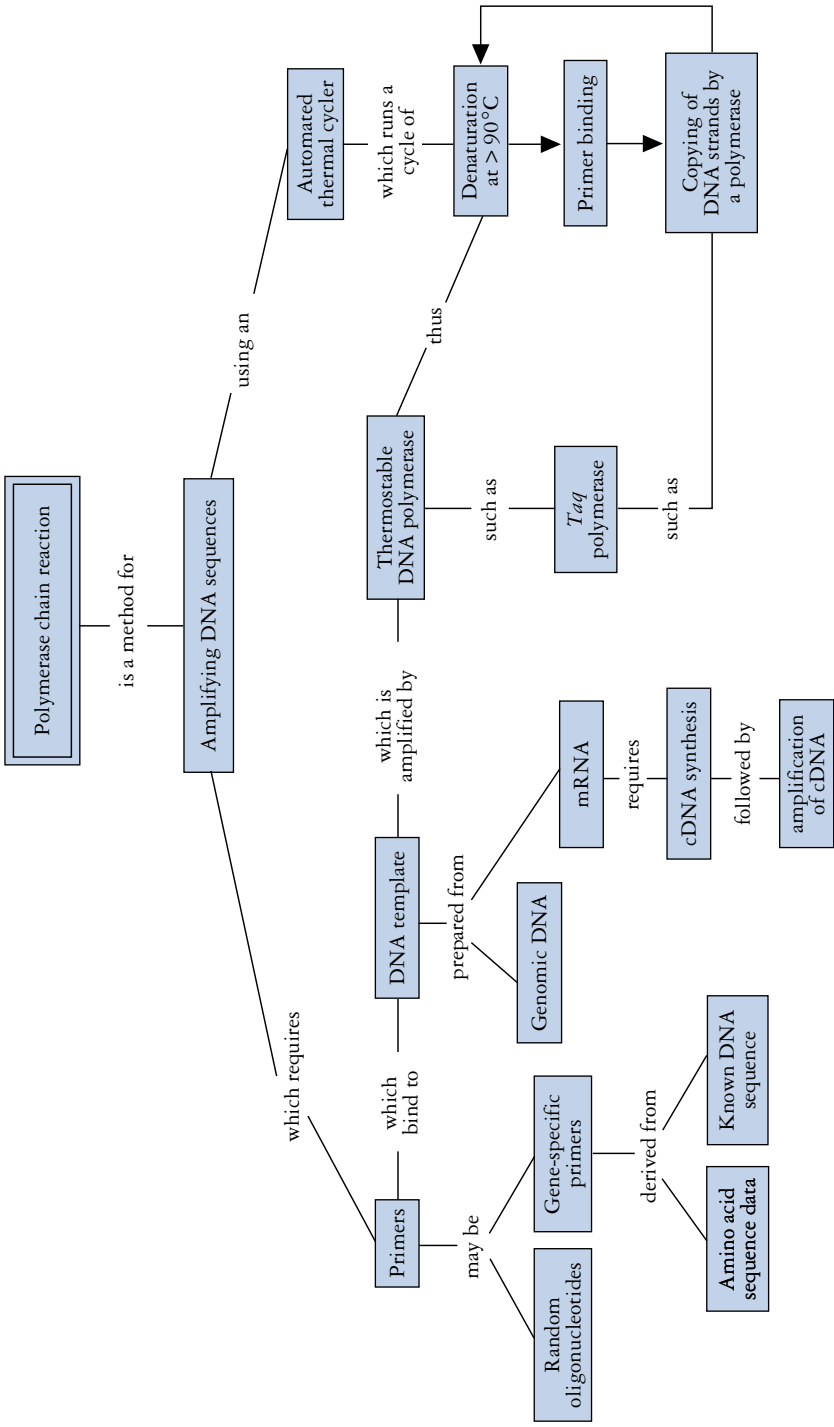 Polymerase chain reaction
is a method for
Amplifying DNA sequences
which requires
using an
Primers
which
bind to
DNA template
which is
amplified by
Thermostable
DNA polymerase
thus
Automated
thermal cycler
which runs a
cycle of
Denaturation
at > 90°C
Primer binding
Copying of
DNA strands by
a polymerase
may be
Random
oligonucleotides
Gene-specific
primers
derived from
Amino acid
sequence data
Known DNA
sequence
prepared from
Genomic DNA
mRNA
requires
cDNA synthesis
followed by
amplification
of cDNA
such as
Taq
polymerase
such as